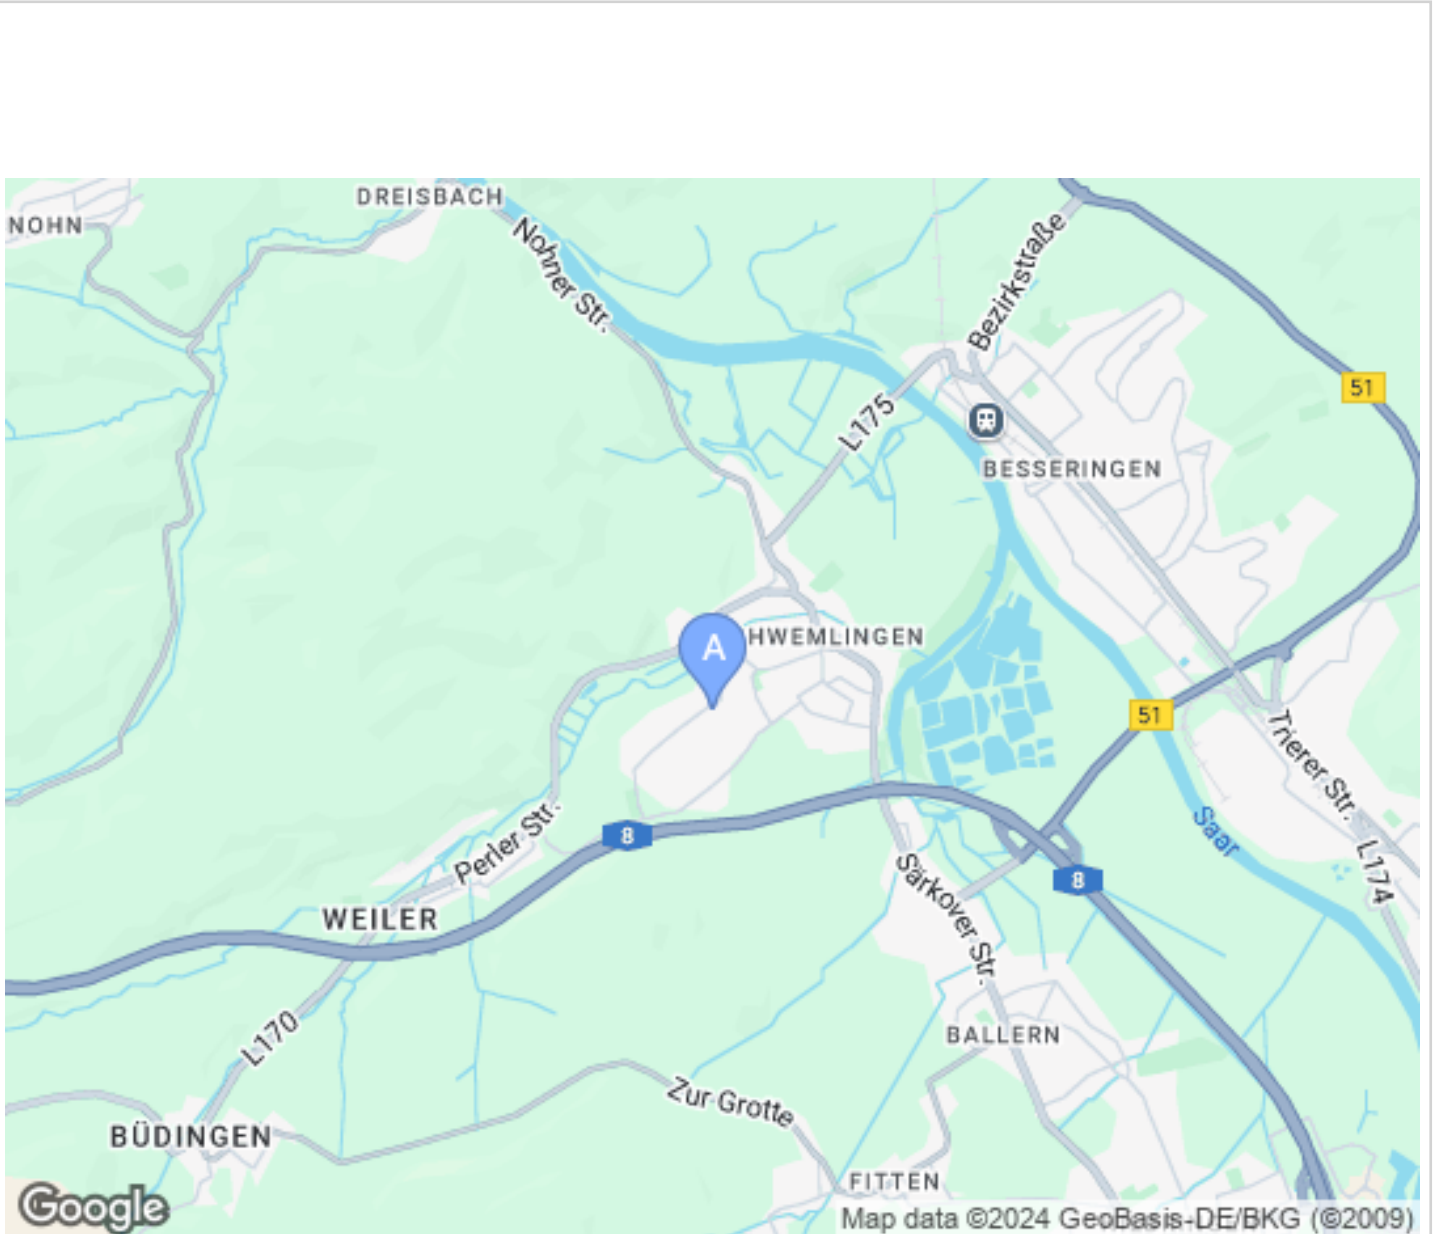 DREISBACH
NOHN
Nohner Str.
Bezirkstraße
51
L175
BESSERINGEN
A
HWEMLINGEN
51
Trierer Str.
Perler Str.
8
Saar
L174
8
Särkover Str.
WEILER
L170
BALLERN
Zur Grotte
BÜDINGEN
FITTEN
Google
Map data ©2024 GeoBasis-DE/BKG (©2009)